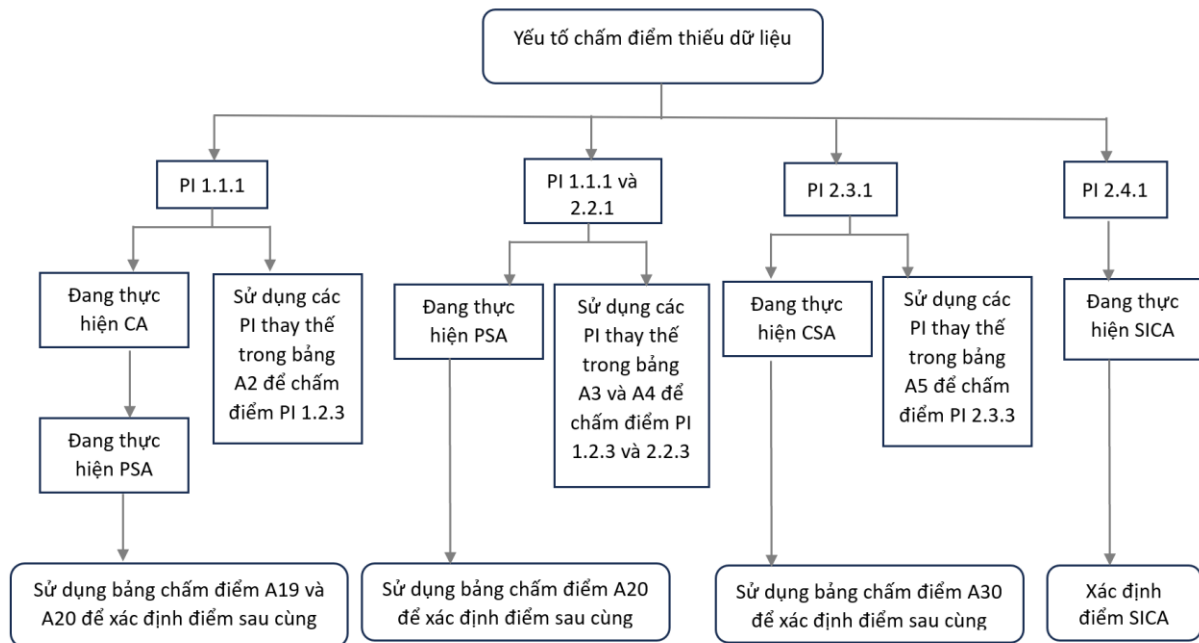 Yếu tố chấm điểm thiếu dữ liệu
PI 1.1.1
PI 1.1.1 và
2.2.1
PI 2.3.1
PI 2.4.1
Đang thực
hiện CA
Sử dụng các
PI thay thế
trong bảng
A2 để chấm
điểm PI 1.2.3
Đang thực
hiện PSA
Sử dụng các
PI thay thế
trong bảng
A3 và A4 để
chấm điểm PI
1.2.3 và 2.2.3
Đang thực
hiện CSA
Sử dụng các
PI thay thế
trong bảng
A5 để chấm
điểm PI 2.3.3
Đang thực
hiện SICA
Đang thực
hiện PSA
Sử dụng bảng chấm điểm A19 và
A20 để xác định điểm sau cùng
Sử dụng bảng chấm điểm A20
để xác định điểm sau cùng
Sử dụng bảng chấm điểm A30
để xác định điểm sau cùng
Xác định
điểm SICA